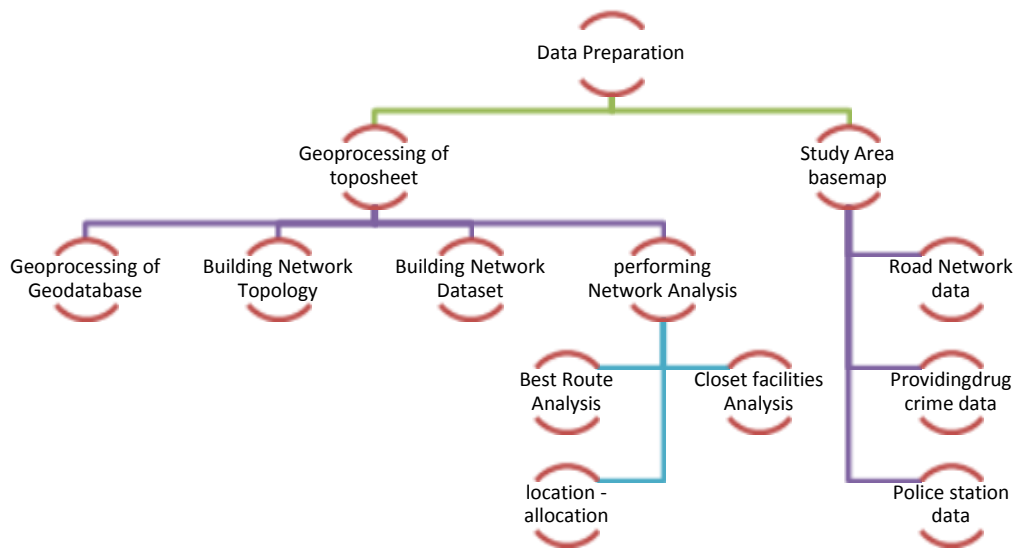 Data Preparation
Geoprocessing of
toposheet
Study Area
basemap
Geoprocessing of
Geodatabase
Building Network
Topology
Building Network
Dataset
performing
Network Analysis
Road Network
data
Best Route
Analysis
Closet facilities
Analysis
Providingdrug
crime data
location -
allocation
Police station
data